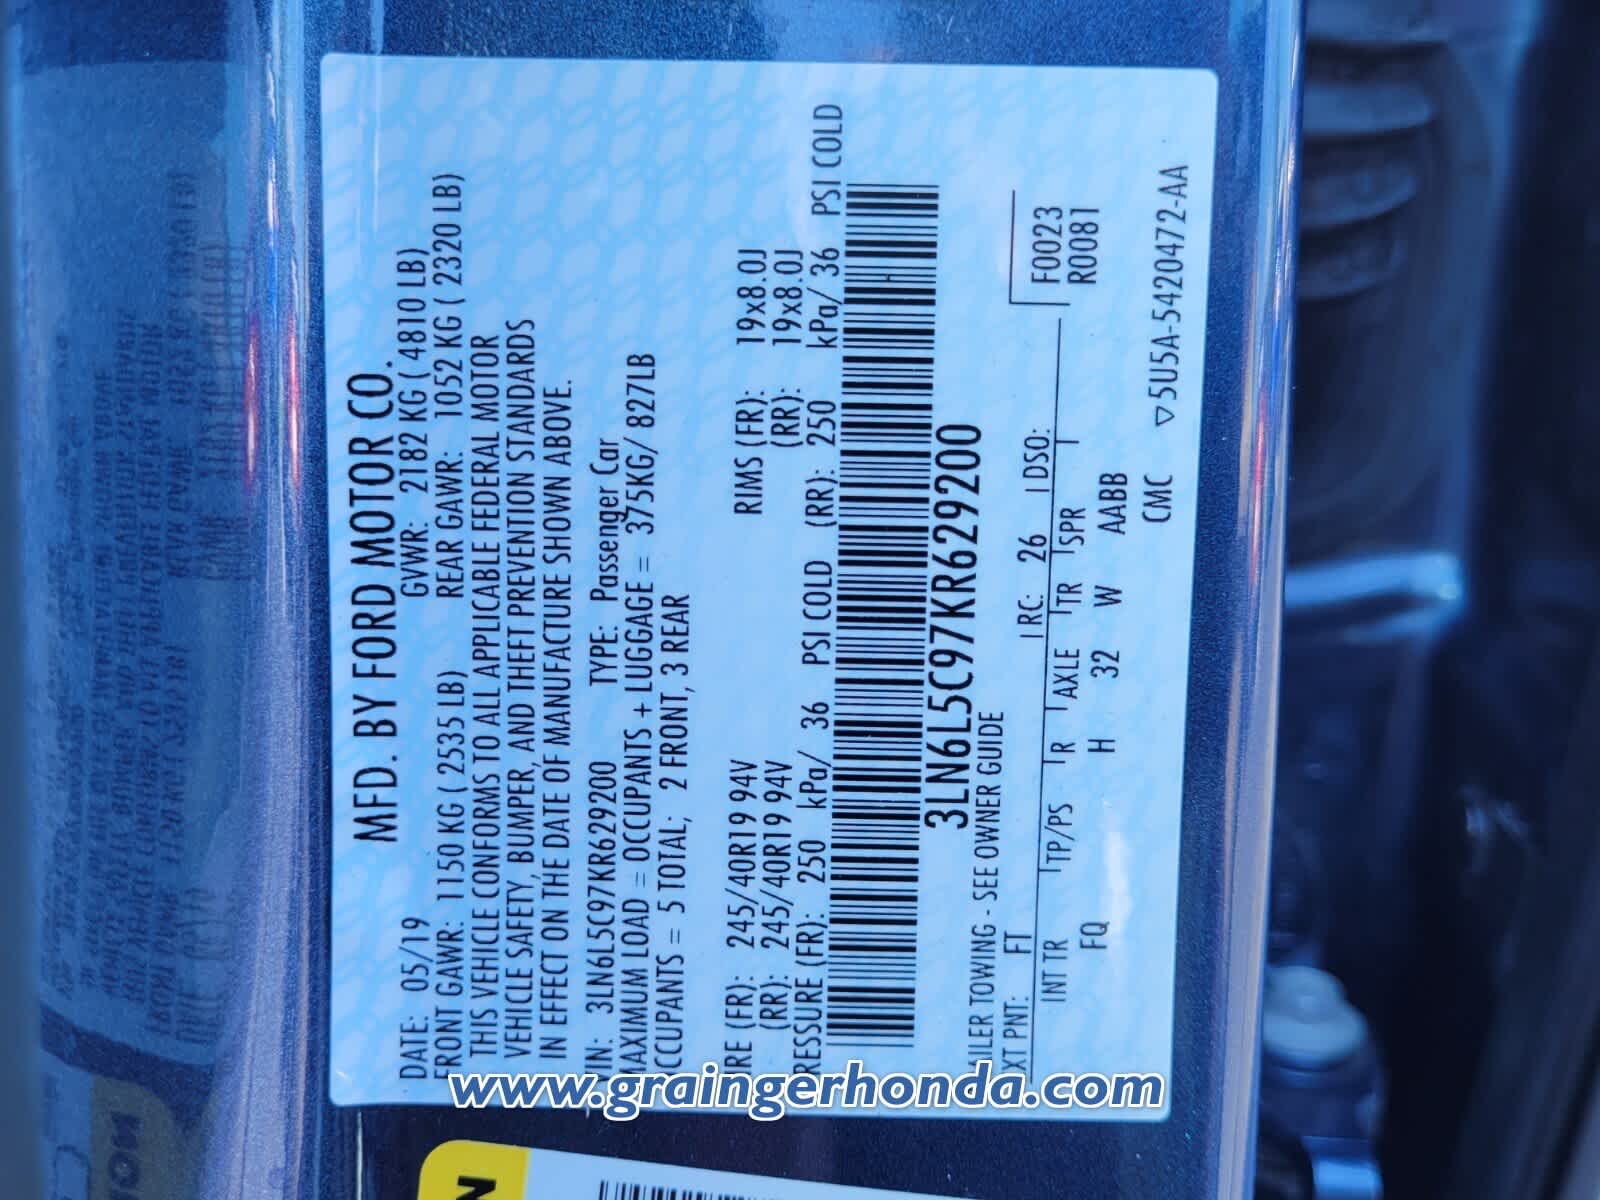 MFD. BY FORD MOTOR CO.
DATE: 05/19 GVWR: 2182 KG ( 4810 LB)
FRONT GAWR: 1150 KG ( 2535 LB) REAR GAWR: 1052 KG ( 2320 LB)
THIS VEHICLE CONFORMS TO ALL APPLICABLE FEDERAL MOTOR
VEHICLE SAFETY, BUMPER, AND THEFT PREVENTION STANDARDS
IN EFFECT ON THE DATE OF MANUFACTURE SHOWN ABOVE.
VIN: 3LN6L5C97KR629200 TYPE: Passenger Car
MAXIMUM LOAD = OCCUPANTS + LUGGAGE = 375KG/ 827LB
OCCUPANTS = 5 TOTAL; 2 FRONT, 3 REAR
TIRE (FR): 245/40R19 94V RIMS (FR): 19x8.0J
(RR): 245/40R19 94V (RR): 19x8.0J
PRESSURE (FR): 250 kPa/ 36 PSI COLD (RR): 250 kPa/ 36 PSI COLD
3LN6L5C97KR629200
TRAILER TOWING - SEE OWNER GUIDE
EXT PNT: FT RC: 26 DSO: F0023
R0081
INT TR TP/PS R AXLE TR SPR
FQ H 32 W AABB
CMC ▽5U5A-5420472-AA
www.graingerhonda.com
N